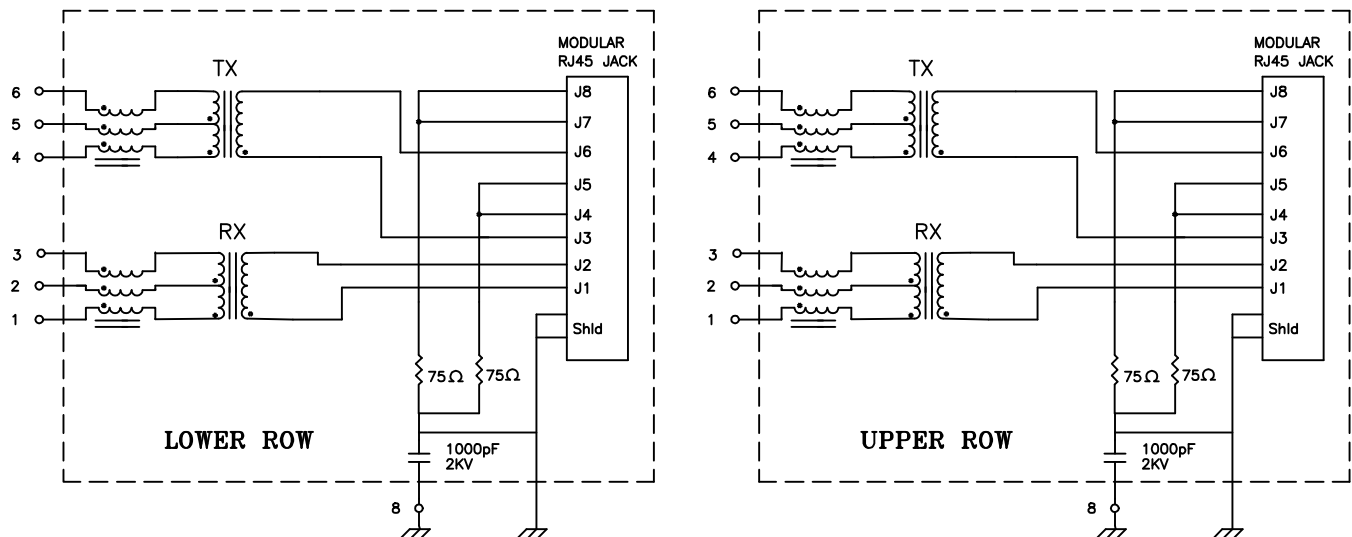 MODULAR
RJ45 JACK
TX
6
5
4
J8
J7
J6
J5
J4
J3
J2
J1
Shld
RX
3
2
1
75Ω
75Ω
LOWER ROW
1000pF
2KV
8
MODULAR
RJ45 JACK
TX
6
5
4
J8
J7
J6
J5
J4
J3
J2
J1
Shld
RX
3
2
1
75Ω
75Ω
UPPER ROW
1000pF
2KV
8